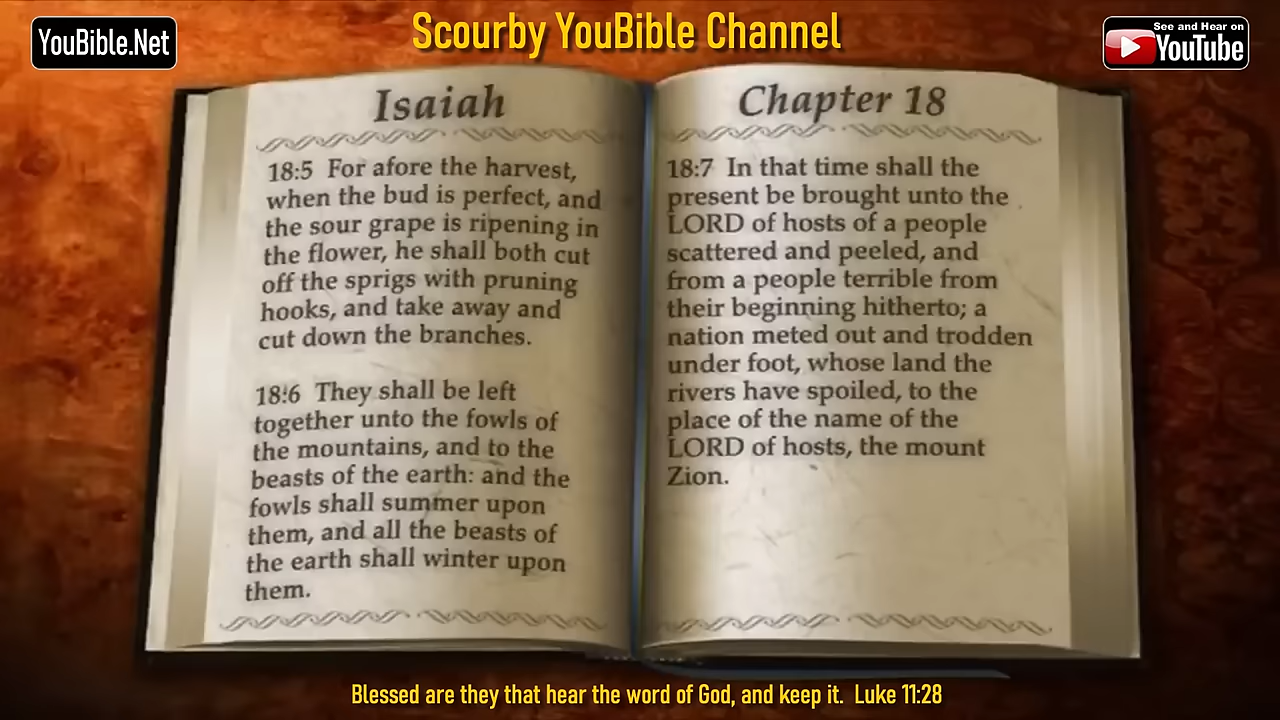 YouBible.Net
Scourby YouBible Channel
See and Hear on
YouTube
Isaiah
18:5 For afore the harvest,
when the bud is perfect, and
the sour grape is ripening in
the flower, he shall both cut
off the sprigs with pruning
hooks, and take away and
cut down the branches.
18:6 They shall be left
together unto the fowls of
the mountains, and to the
beasts of the earth: and the
fowls shall summer upon
them, and all the beasts of
the earth shall winter upon
them.
Chapter 18
18:7 In that time shall the
present be brought unto the
LORD of hosts of a people
scattered and peeled, and
from a people terrible from
their beginning hitherto; a
nation meted out and trodden
under foot, whose land the
rivers have spoiled, to the
place of the name of the
LORD of hosts, the mount
Zion.
Blessed are they that hear the word of God, and keep it. Luke 11:28